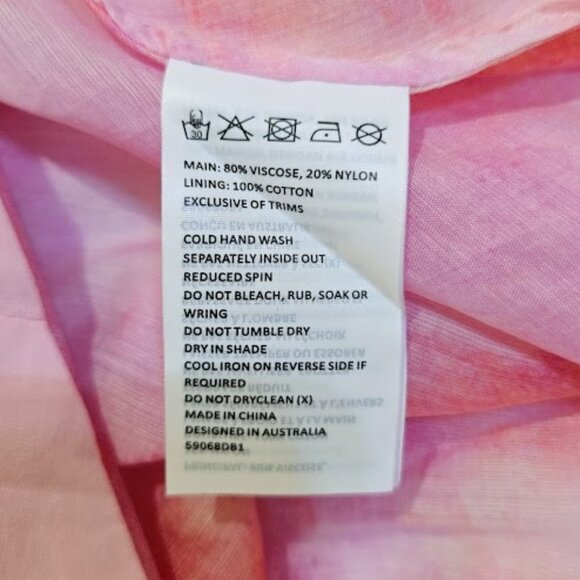 30
MAIN: 80% VISCOSE, 20% NYLON
LINING: 100% COTTON
EXCLUSIVE OF TRIMS
COLD HAND WASH
SEPARATELY INSIDE OUT
REDUCED SPIN
DO NOT BLEACH, RUB, SOAK OR
WRING
DO NOT TUMBLE DRY
DRY IN SHADE
COOL IRON ON REVERSE SIDE IF
REQUIRED
DO NOT DRYCLEAN (X)
MADE IN CHINA
DESIGNED IN AUSTRALIA
59068DB1